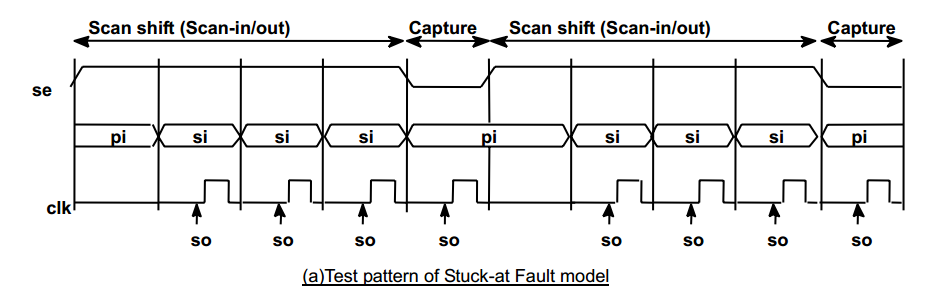 Scan shift (Scan-in/out) Capture Scan shift (Scan-in/out) Capture
se
pi si si si pi si si si pi
clk
so so so so so so so so
(a)Test pattern of Stuck-at Fault model